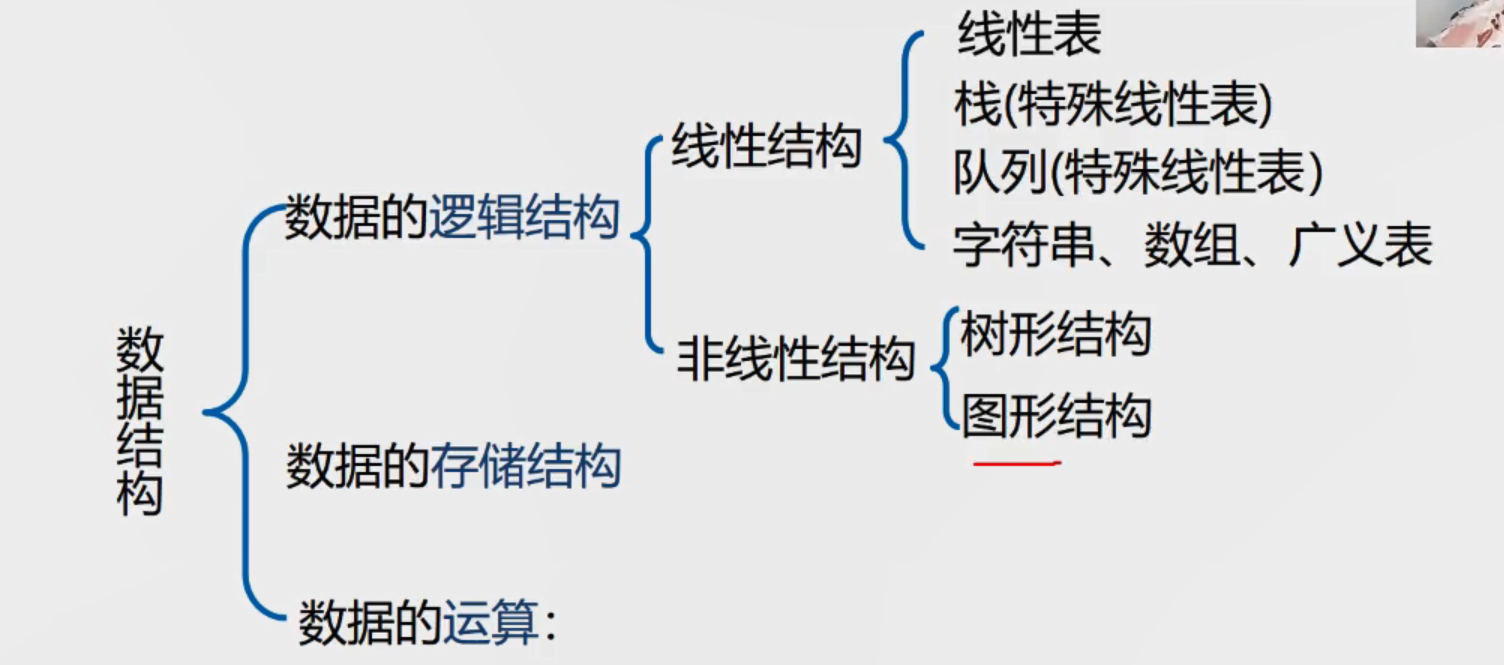 线性表
栈(特殊线性表)
线性结构
队列(特殊线性表）
数据的逻辑结构
字符串、数组、广义表
树形结构
非线性结构
图形结构
数据结构
数据的存储结构
数据的运算：